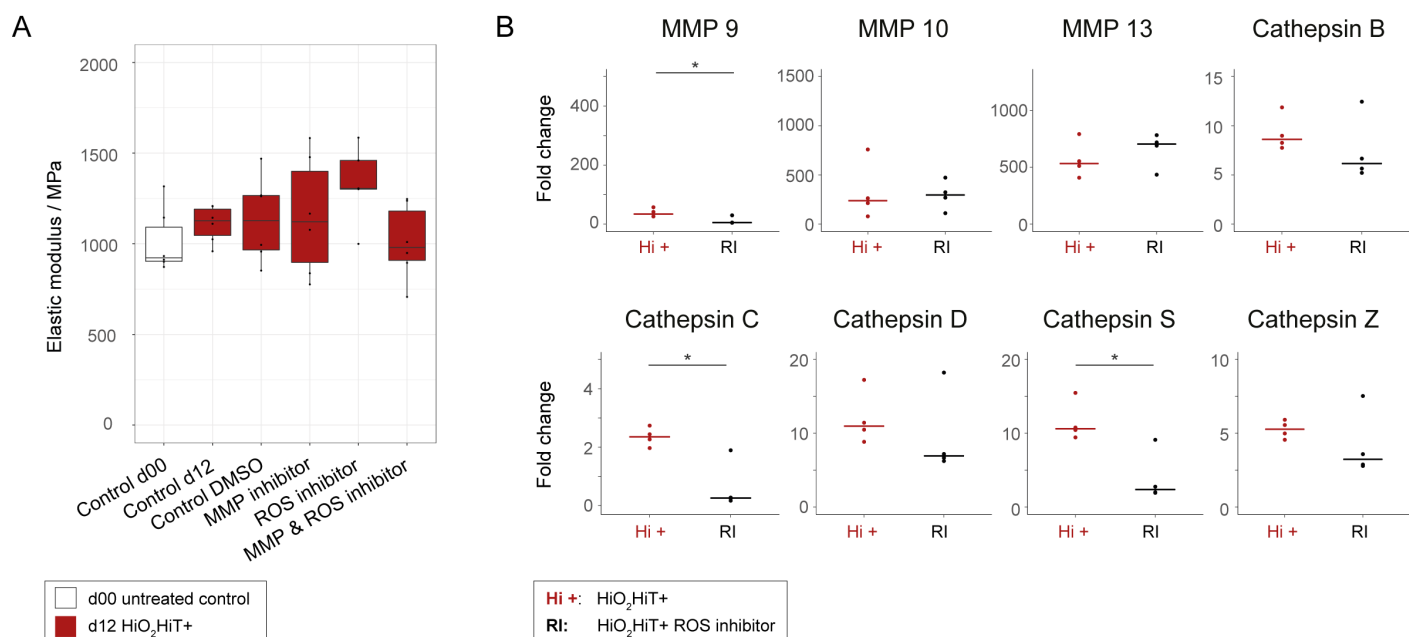 A
Elastic modulus / MPa
2000
1500
1000
500
0
Control d00
Control d12
Control DMSO
MMP inhibitor
ROS inhibitor
MMP & ROS inhibitor
d00 untreated control
d12 HiO₂HiT+
B
MMP 9
MMP 10
MMP 13
Cathepsin B
Fold change
400
200
0
*
Hi +
RI
1500
1000
500
0
Hi +
RI
1000
500
0
Hi +
RI
15
10
5
0
Hi +
RI
Cathepsin C
Cathepsin D
Cathepsin S
Cathepsin Z
Fold change
4
2
0
*
Hi +
RI
20
10
0
Hi +
RI
20
10
0
*
Hi +
RI
10
5
0
Hi +
RI
Hi +: HiO₂HiT+
RI: HiO₂HiT+ ROS inhibitor